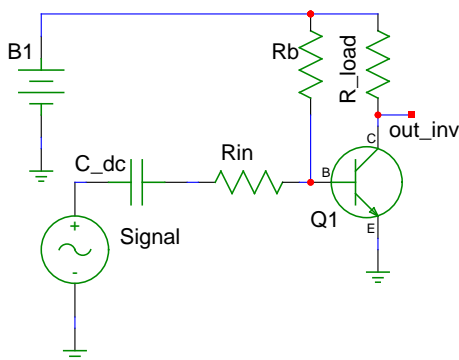 B1
Rb
R_load
out_inv
C
C_dc
Rin
B
Q1
E
+
Signal
-